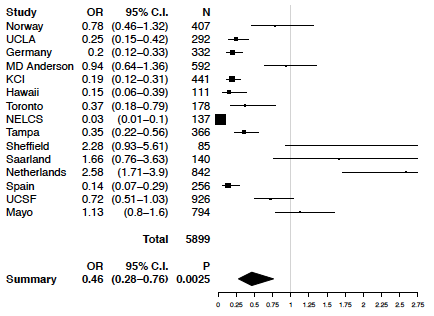 Study OR 95% C.I. N
Norway 0.78 (0.46–1.32) 407
UCLA 0.25 (0.15–0.42) 292
Germany 0.2 (0.12–0.33) 332
MD Anderson 0.94 (0.64–1.36) 592
KCI 0.19 (0.12–0.31) 441
Hawaii 0.15 (0.06–0.39) 111
Toronto 0.37 (0.18–0.79) 178
NELCS 0.03 (0.01–0.1) 137
Tampa 0.35 (0.22–0.56) 366
Sheffield 2.28 (0.93–5.61) 85
Saarland 1.66 (0.76–3.63) 140
Netherlands 2.58 (1.71–3.9) 842
Spain 0.14 (0.07–0.29) 256
UCSF 0.72 (0.51–1.03) 926
Mayo 1.13 (0.8–1.6) 794
Total 5899
OR 95% C.I. P
Summary 0.46 (0.28–0.76) 0.0025
0 0.25 0.5 0.75 1 1.25 1.5 1.75 2 2.25 2.5 2.75